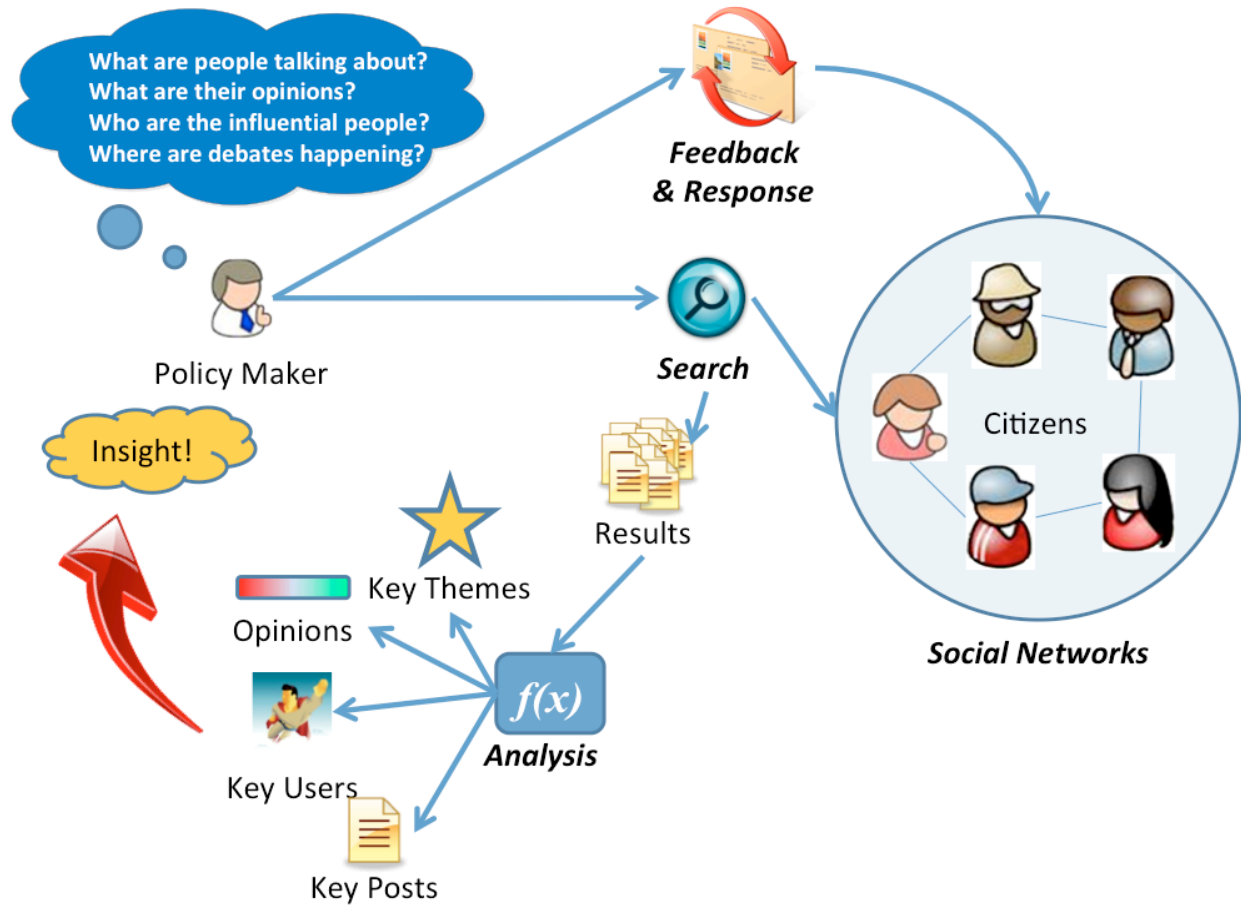 What are people talking about?
What are their opinions?
Who are the influential people?
Where are debates happening?
Feedback
& Response
Policy Maker
Search
Citizens
Insight!
Results
Key Themes
Opinions
Social Networks
f(x)
Analysis
Key Users
Key Posts